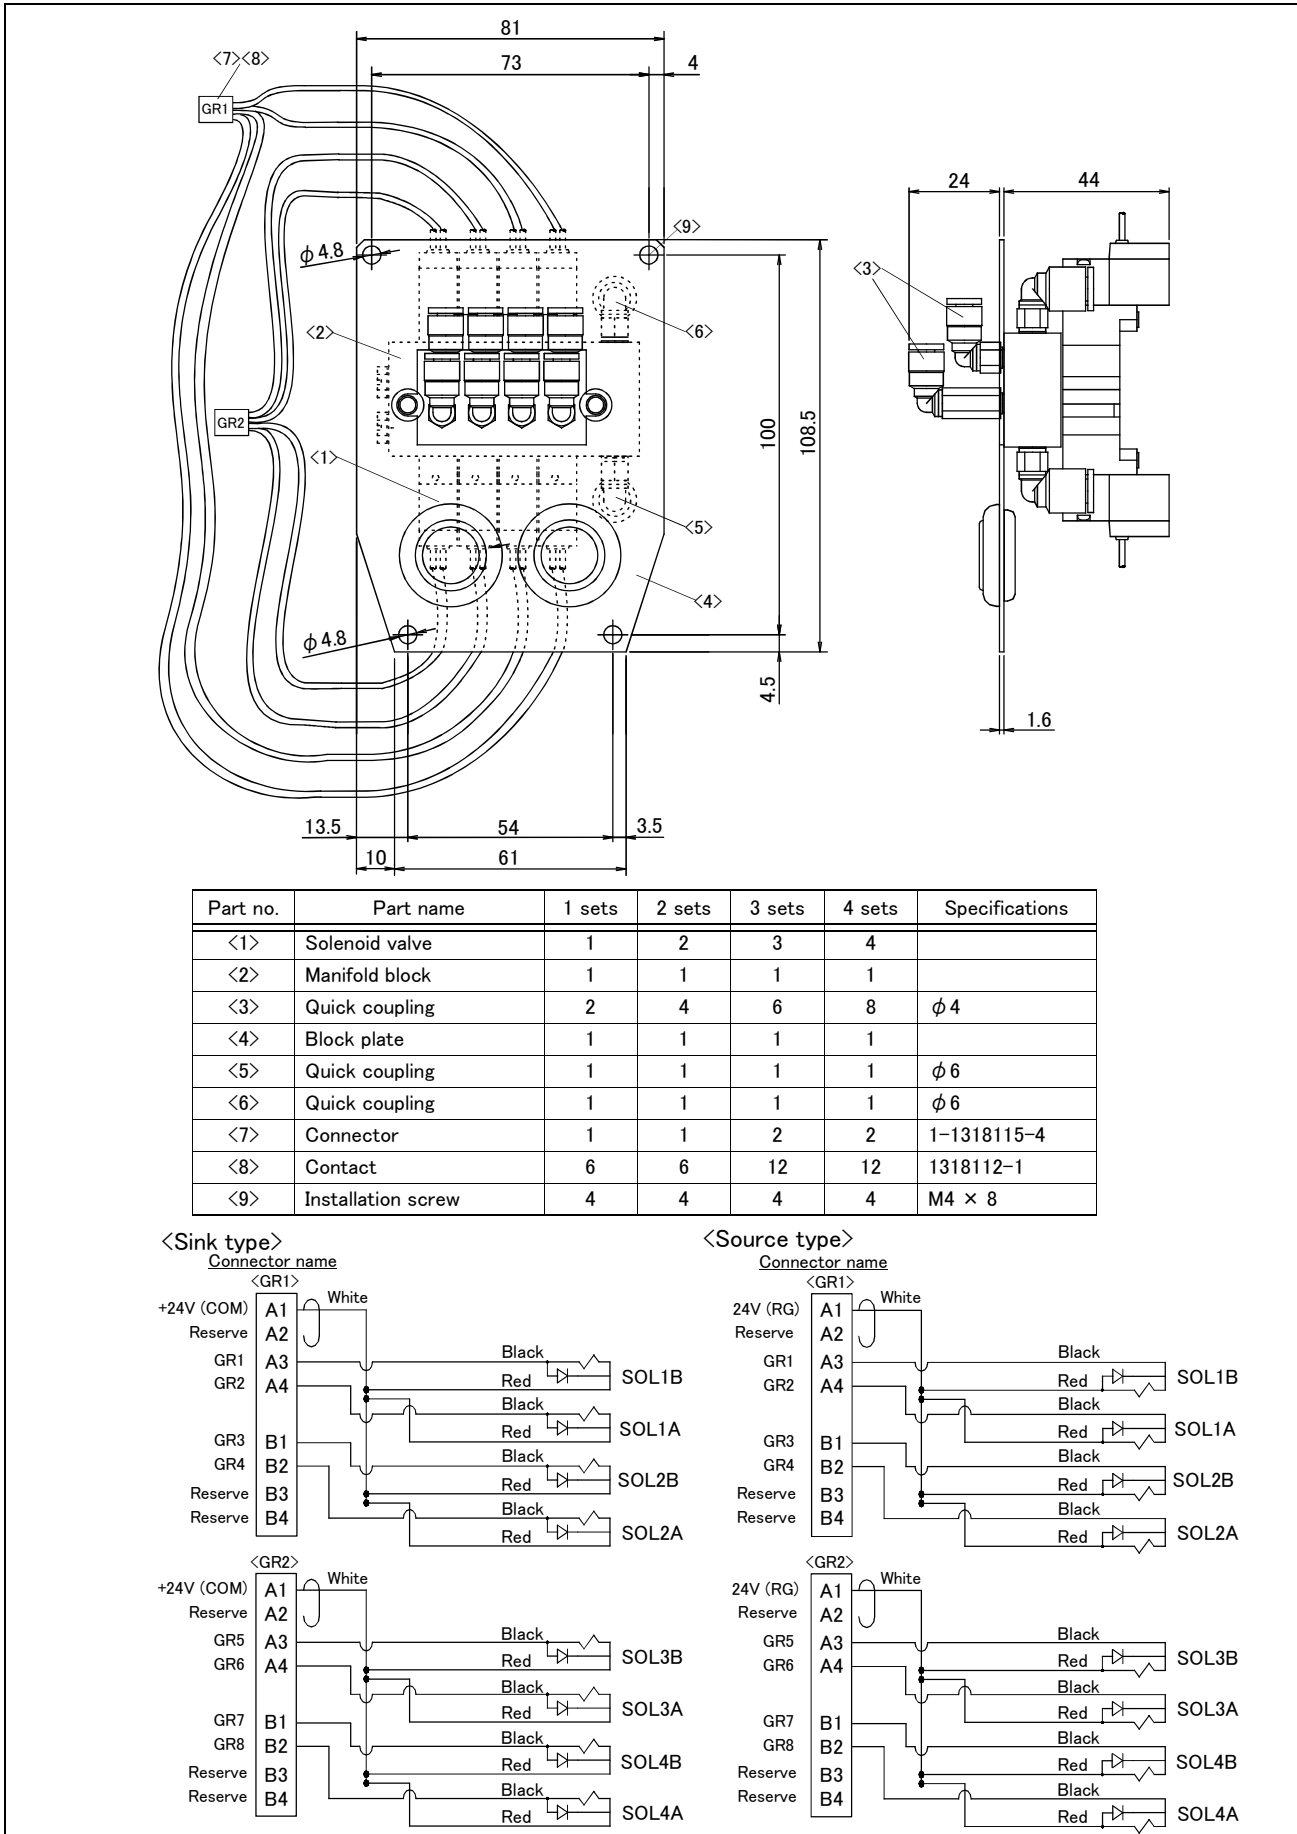 81
<7><8>
73
4
GR1
24
44
<9>
φ4.8
<3>
<6>
<2>
100
108.5
GR2
<1>
<5>
<4>
φ4.8
4.5
1.6
13.5
54
3.5
10
61
Part no. Part name 1 sets 2 sets 3 sets 4 sets Specifications
<1> Solenoid valve 1 2 3 4
<2> Manifold block 1 1 1 1
<3> Quick coupling 2 4 6 8 φ4
<4> Block plate 1 1 1 1
<5> Quick coupling 1 1 1 1 φ6
<6> Quick coupling 1 1 1 1 φ6
<7> Connector 1 1 2 2 1-1318115-4
<8> Contact 6 6 12 12 1318112-1
<9> Installation screw 4 4 4 4 M4 × 8
<Sink type>
Connector name
<GR1>
+24V (COM) A1 White
Reserve A2
Black
GR1 A3
Red SOL1B
GR2 A4
Black
Red SOL1A
GR3 B1
Black
GR4 B2
Red SOL2B
Reserve B3
Black
Reserve B4
Red SOL2A
<GR2>
+24V (COM) A1 White
Reserve A2
Black
GR5 A3
Red SOL3B
GR6 A4
Black
Red SOL3A
GR7 B1
Black
GR8 B2
Red SOL4B
Reserve B3
Black
Reserve B4
Red SOL4A
<Source type>
Connector name
<GR1>
24V (RG) A1 White
Reserve A2
Black
GR1 A3
Red SOL1B
GR2 A4
Black
Red SOL1A
GR3 B1
Black
GR4 B2
Red SOL2B
Reserve B3
Black
Reserve B4
Red SOL2A
<GR2>
24V (RG) A1 White
Reserve A2
Black
GR5 A3
Red SOL3B
GR6 A4
Black
Red SOL3A
GR7 B1
Black
GR8 B2
Red SOL4B
Reserve B3
Black
Reserve B4
Red SOL4A